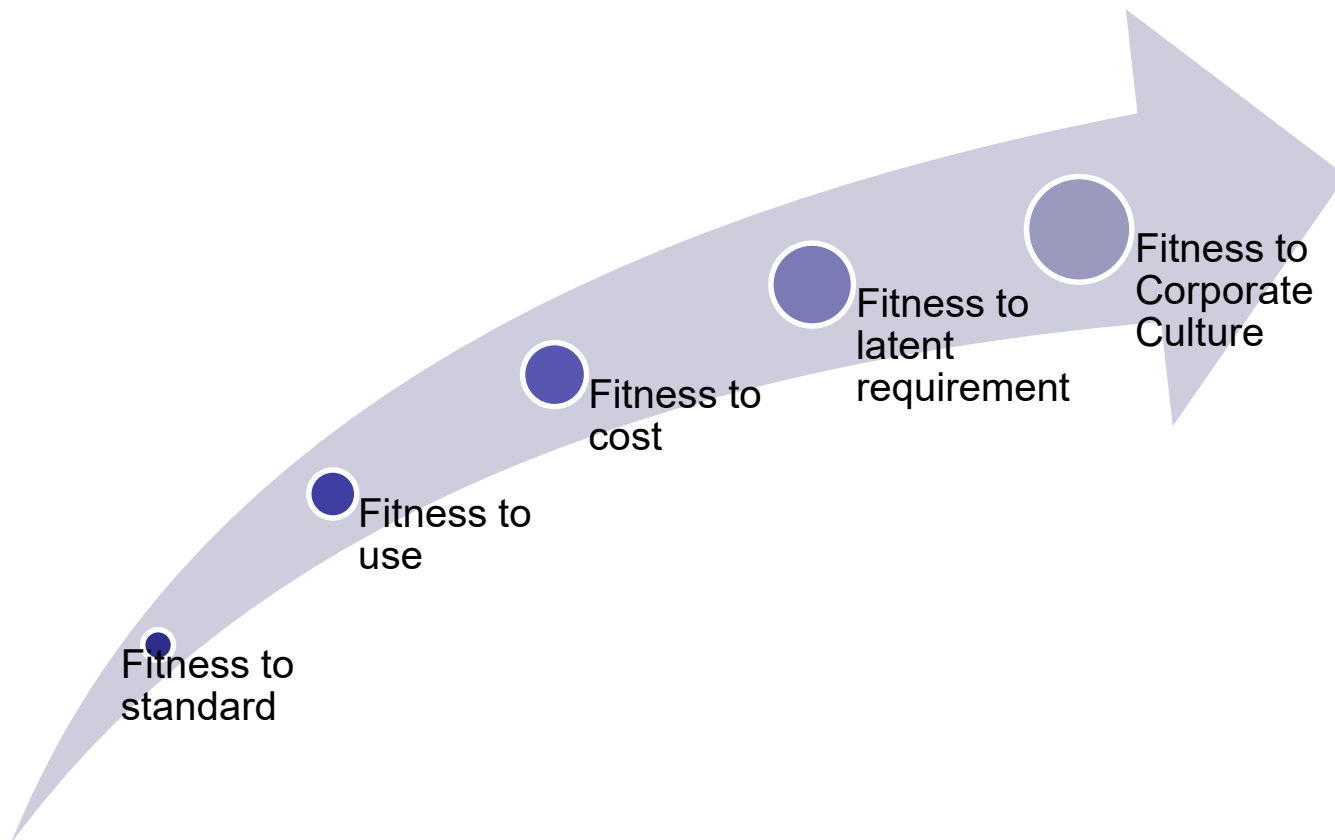 Fitness to
Corporate
Culture
Fitness to
latent
requirement
Fitness to
cost
Fitness to
use
Fitness to
standard